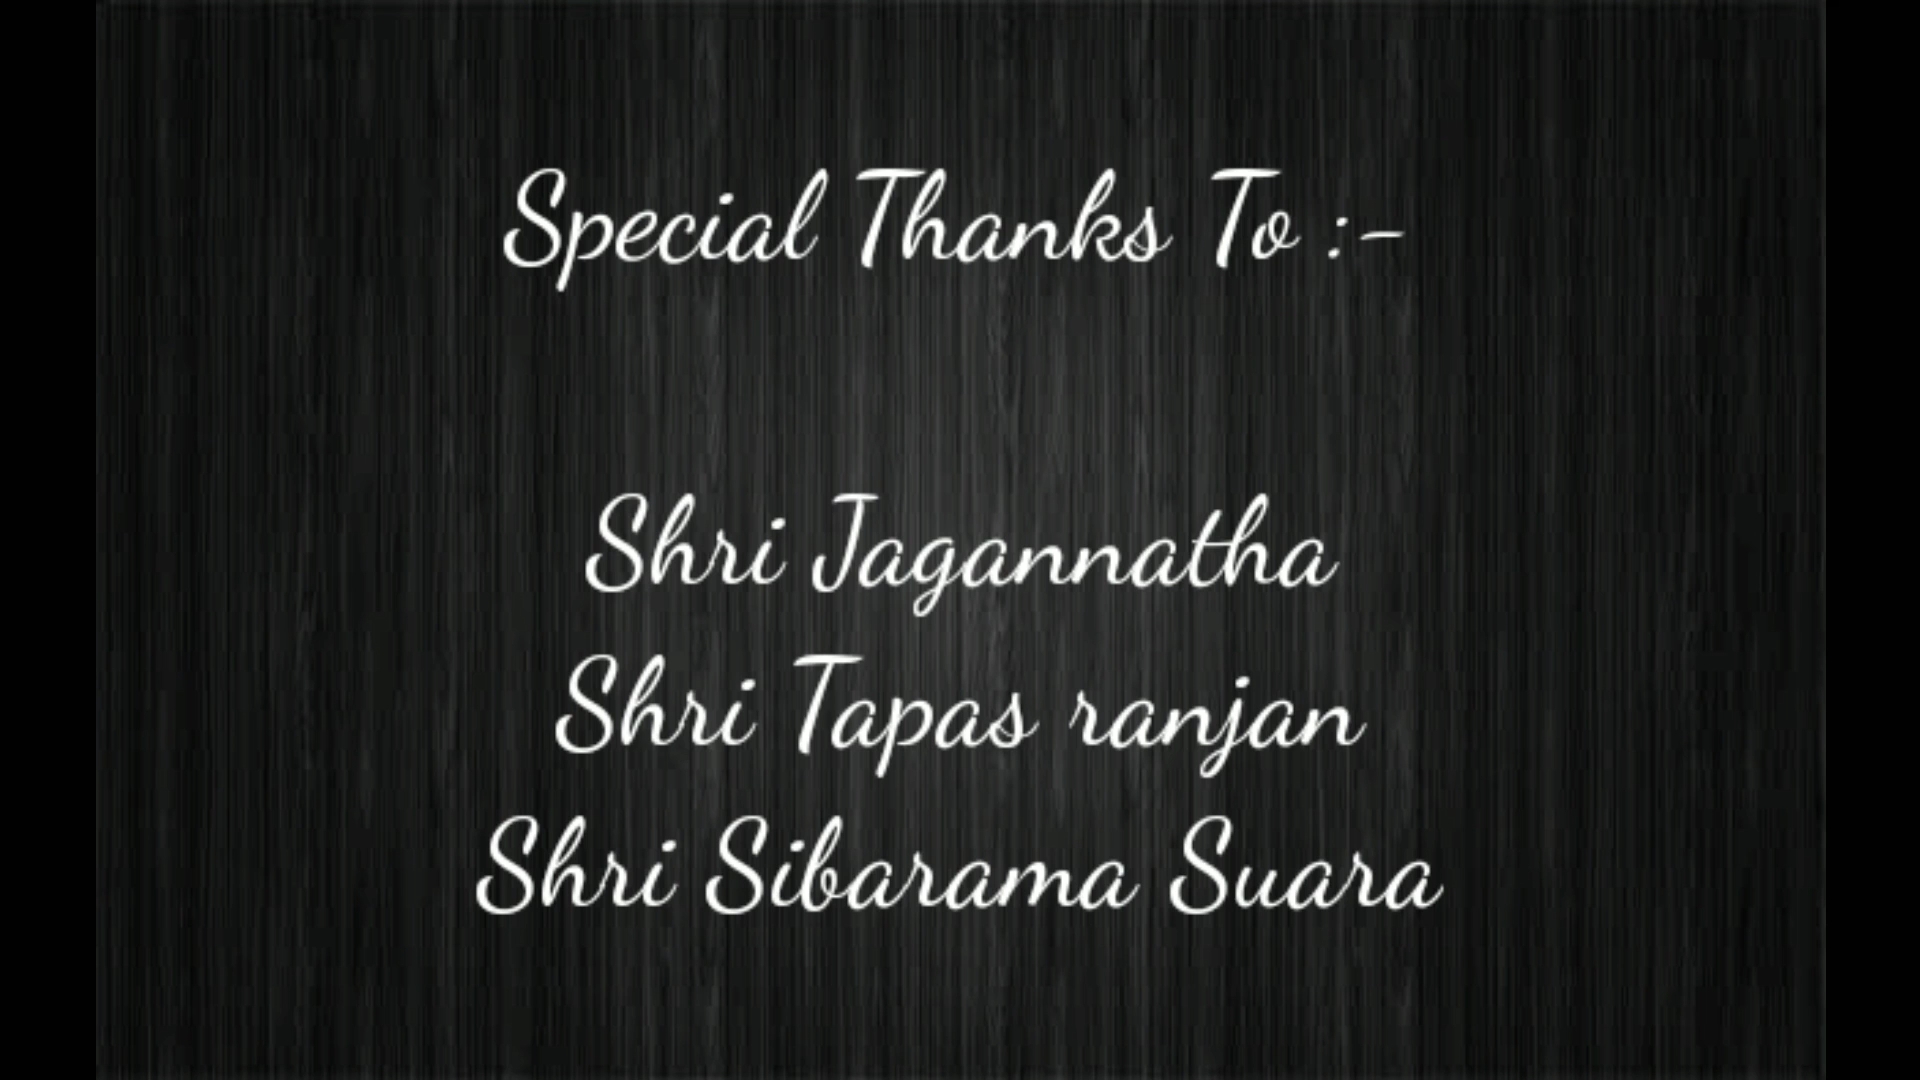 Special Thanks To :-
Shri Jagannatha
Shri Tapas ranjan
Shri Sibarama Suara